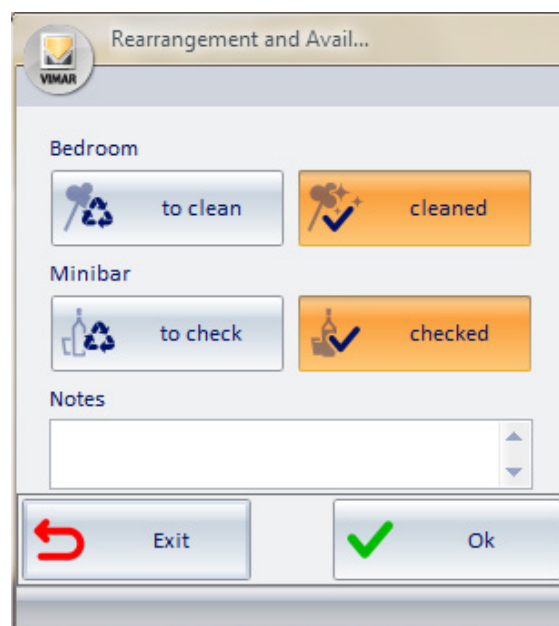 Rearrangement and Avail...
VIMAR
Bedroom
to clean
cleaned
Minibar
to check
checked
Notes
Exit
Ok